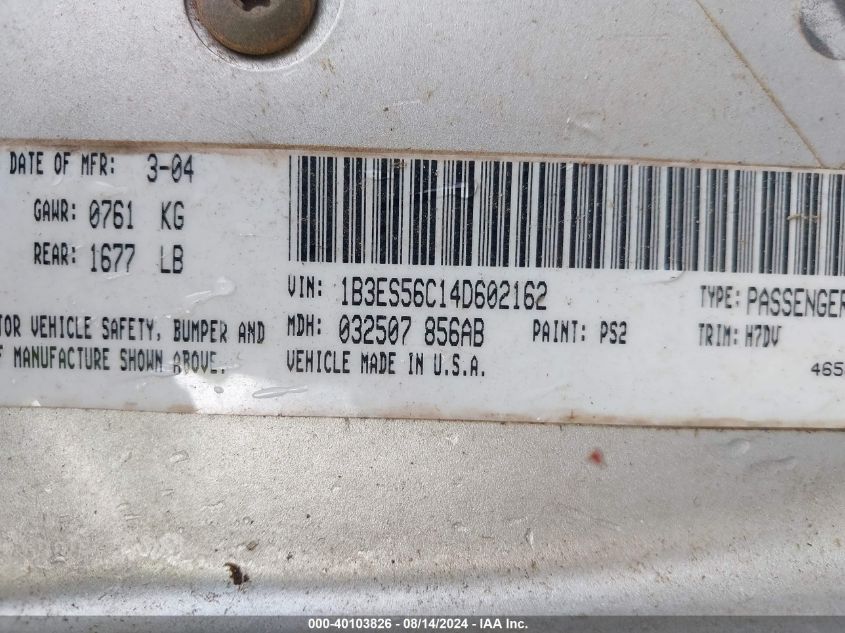 DATE OF MFR: 3-04
GAWR: 0761 KG
REAR: 1677 LB
VIN: 1B3ES56C14D602162
TYPE: PASSENGER
TOR VEHICLE SAFETY, BUMPER AND
MDH: 032507 856AB
PAINT: PS2
TRIM: H7DV
F MANUFACTURE SHOWN ABOVE.
VEHICLE MADE IN U.S.A.
465
000-40103826 - 08/14/2024 - IAA Inc.